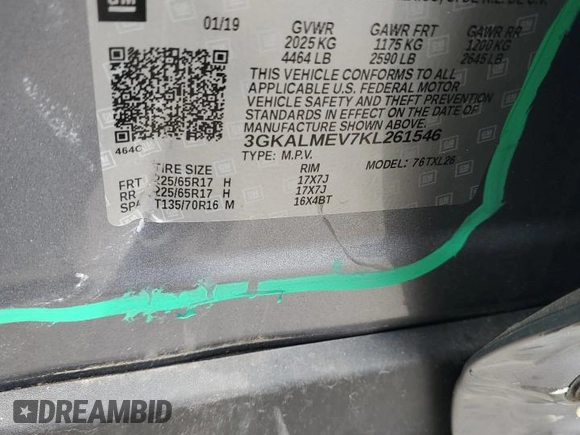 GM
01/19 GVWR GAWR FRT GAWR RR
2025 KG 1175 KG 1200 KG
4464 LB 2590 LB 2645 LB
THIS VEHICLE CONFORMS TO ALL
APPLICABLE U.S. FEDERAL MOTOR
VEHICLE SAFETY AND THEFT PREVENTION
STANDARDS IN EFFECT ON THE DATE OF
MANUFACTURE SHOWN ABOVE.
464C 3GKALMEV7KL261546
TYPE: M.P.V. 76TXL26
TIRE SIZE RIM
FRT 225/65R17 H 17X7J
RR 225/65R17 H 17X7J
T135/70R16 M 16X4BT
DREAMBID